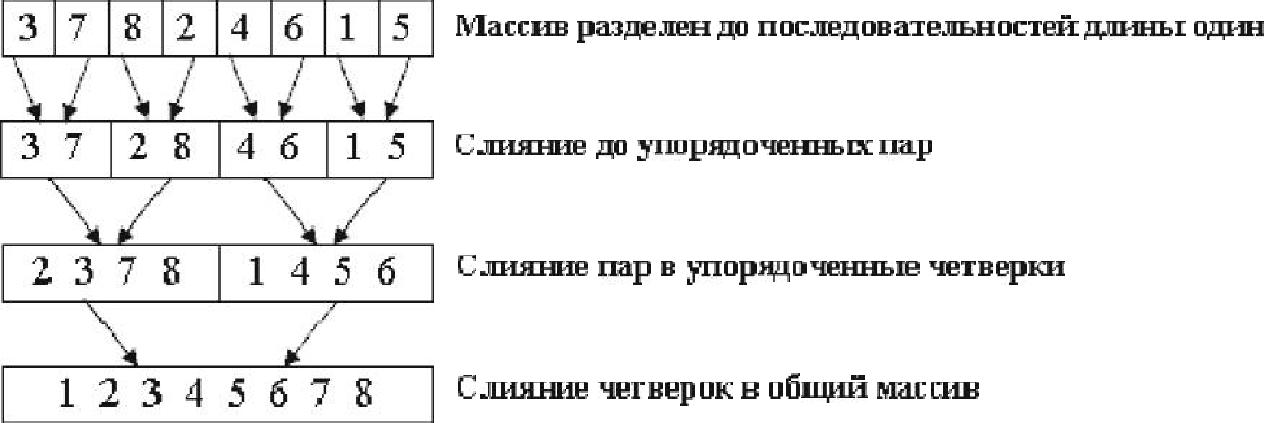 3 7 8 2 4 6 1 5 Массив разделен до последовательностей длины один
3 7 2 8 4 6 1 5 Слияние до упорядоченных пар
2 3 7 8 1 4 5 6 Слияние пар в упорядоченные четверки
1 2 3 4 5 6 7 8 Слияние четверок в общий массив